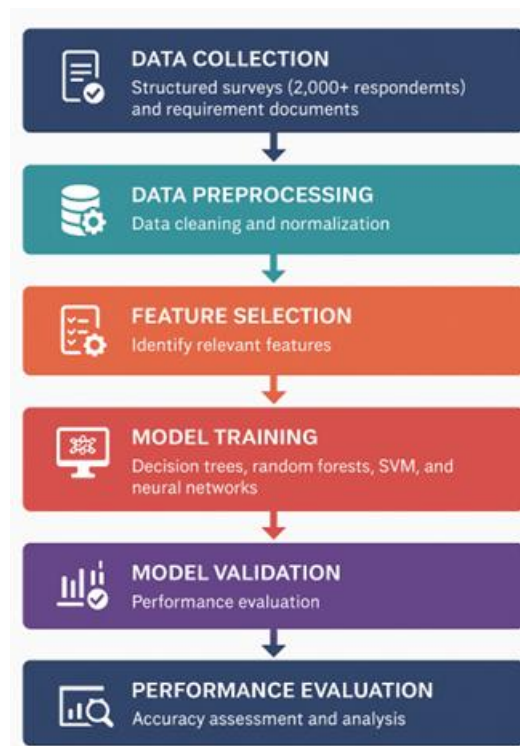 DATA COLLECTION
Structured surveys (2,000+ respondernts)
and requirement documents
DATA PREPROCESSING
Data cleaning and normalization
FEATURE SELECTION
Identify relevant features
MODEL TRAINING
Decision trees, random forests, SVM, and
neural networks
MODEL VALIDATION
Performance evaluation
PERFORMANCE EVALUATION
Accuracy assessment and analysis